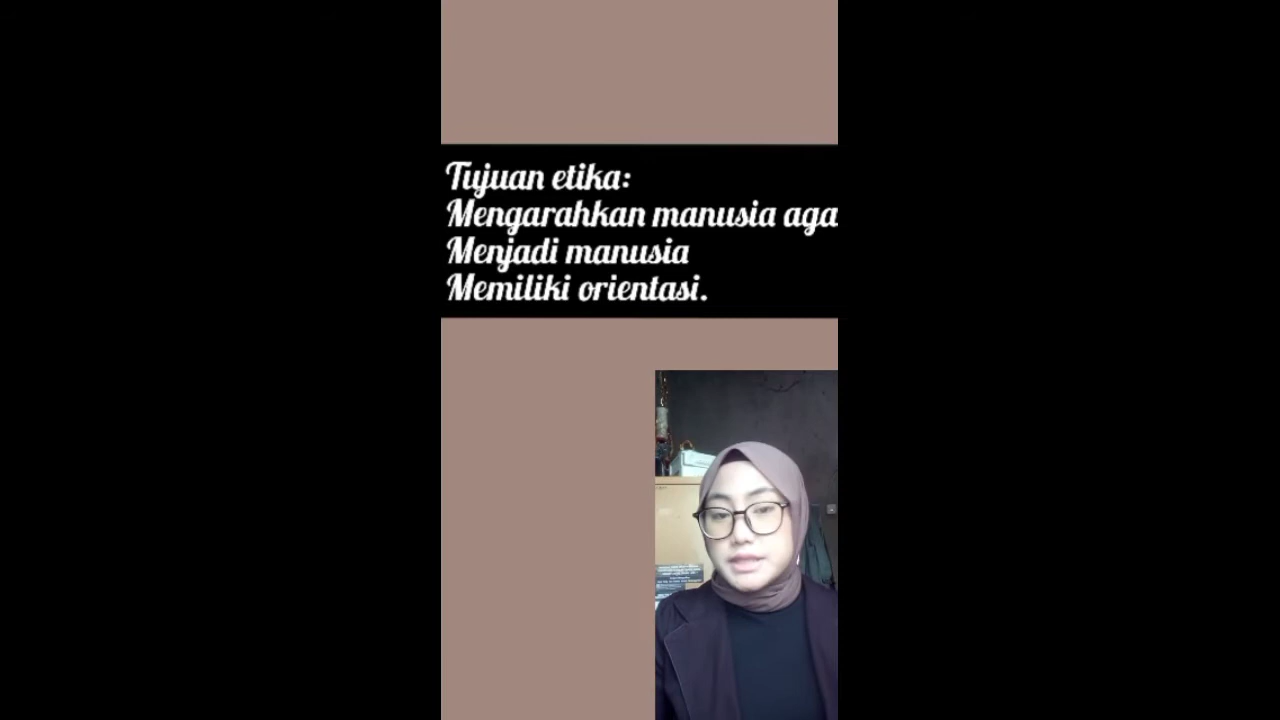 Tujuan etika:
Mengarahkan manusia aga
Menjadi manusia
Memiliki orientasi.